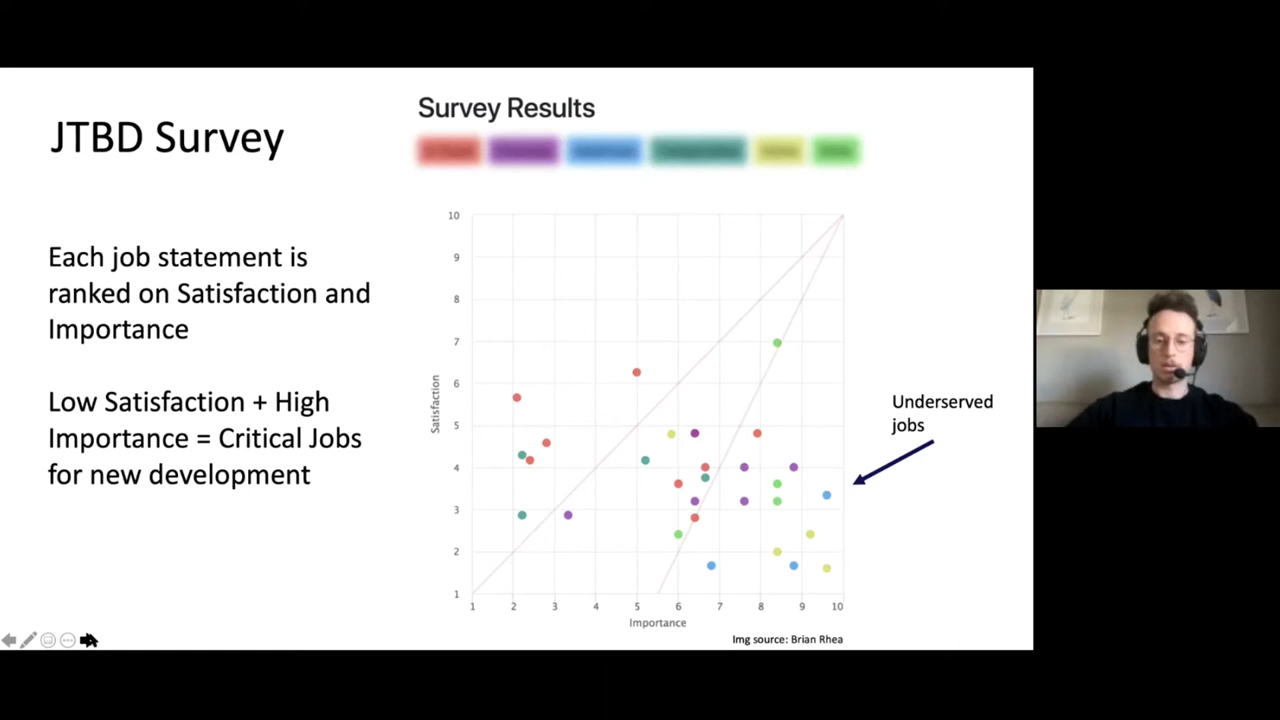 JTBD Survey
Each job statement is
ranked on Satisfaction and
Importance
Low Satisfaction + High
Importance = Critical Jobs
for new development
Survey Results
10
9
8
7
6
5
4
3
2
1
Satisfaction
1 2 3 4 5 6 7 8 9 10
Importance
Underserved
jobs
Img source: Brian Rhea